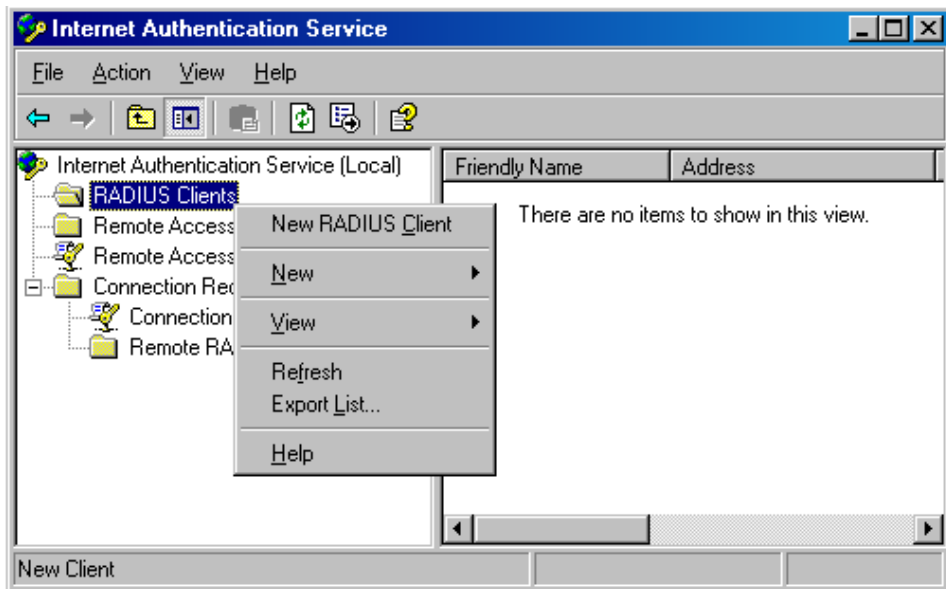 Internet Authentication Service
File Action View Help
Internet Authentication Service (Local)
RADIUS Clients
Remote Access
Remote Access
Connection Rec
Connection
Remote RA
Friendly Name Address
There are no items to show in this view.
New RADIUS Client
New
View
Refresh
Export List...
Help
New Client